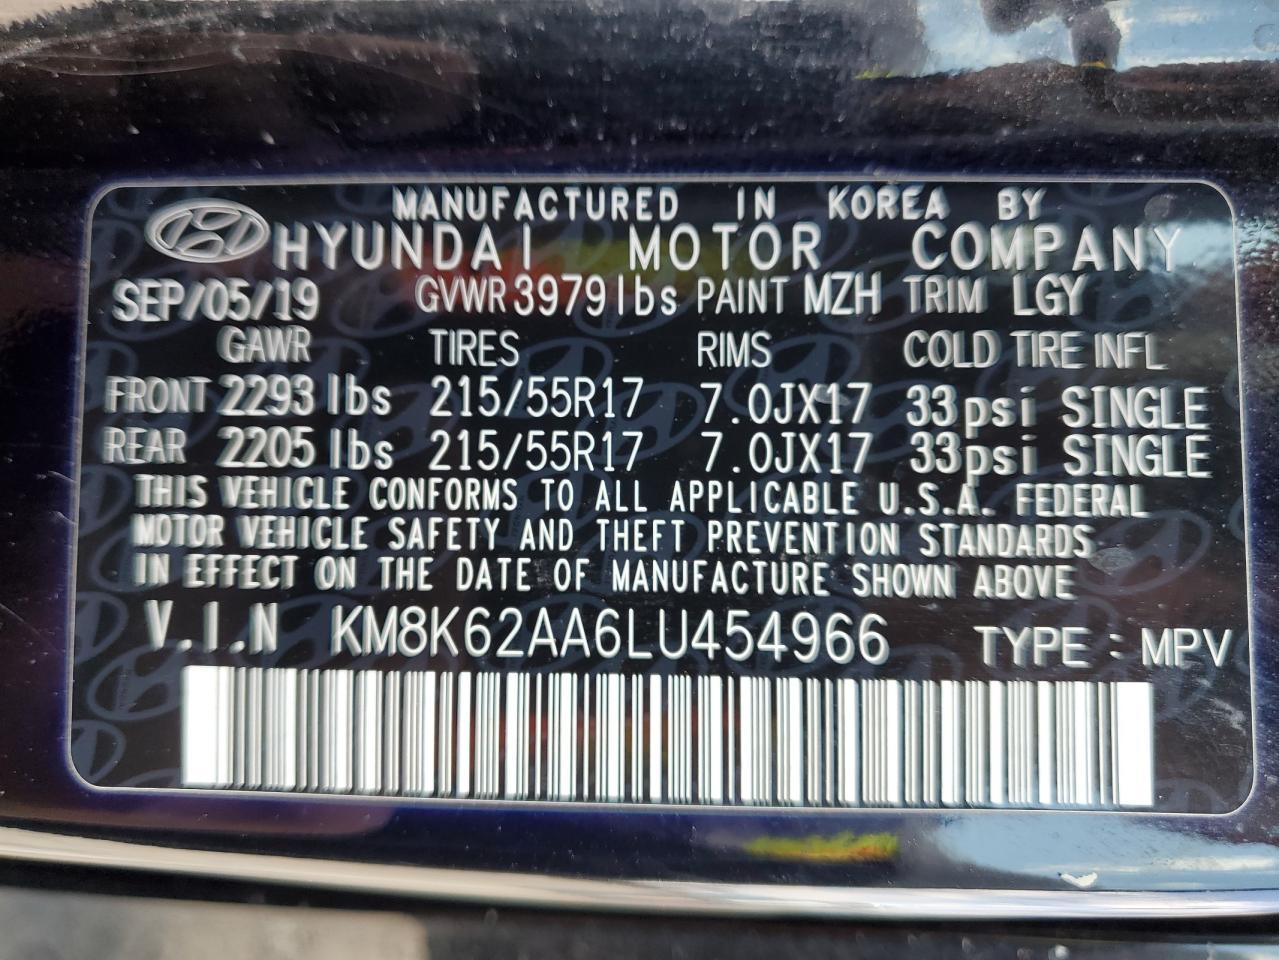 MANUFACTURED IN KOREA BY
HYUNDAI MOTOR COMPANY
SEP/05/19 GVWR 3979lbs PAINT MZH TRIM LGY
GAWR TIRES RIMS COLD TIRE INFL
FRONT 2293 lbs 215/55R17 7.0JX17 33psi SINGLE
REAR 2205 lbs 215/55R17 7.0JX17 33psi SINGLE
THIS VEHICLE CONFORMS TO ALL APPLICABLE U.S.A. FEDERAL
MOTOR VEHICLE SAFETY AND THEFT PREVENTION STANDARDS
IN EFFECT ON THE DATE OF MANUFACTURE SHOWN ABOVE
V.I.N KM8K62AA6LU454966 TYPE : MPV